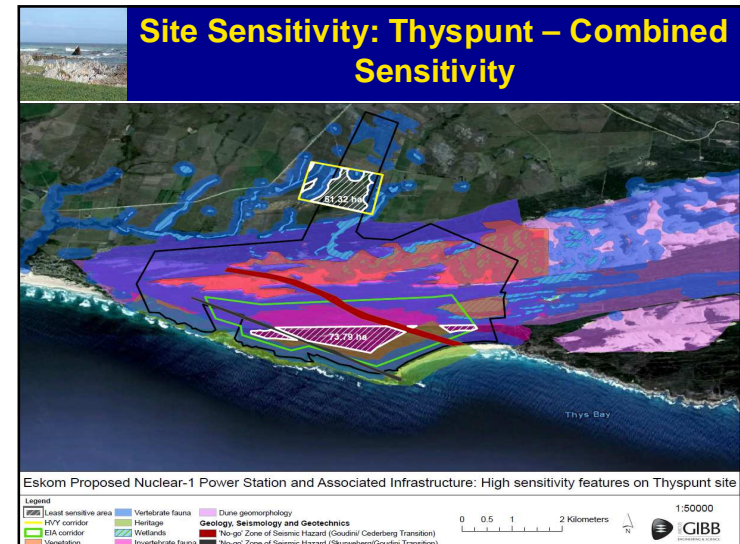 Site Sensitivity: Thyspunt – Combined
Sensitivity
61,32 ha
73,79 ha
Thys Bay
Eskom Proposed Nuclear-1 Power Station and Associated Infrastructure: High sensitivity features on Thyspunt site
Legend
Least sensitive area
HVY corridor
EIA corridor
Vegetation
Vertebrate fauna
Heritage
Wetlands
Invertebrate fauna
Dune geomorphology
Geology, Seismology and Geotechnics
'No-go' Zone of Seismic Hazard (Goudini/ Cederberg Transition)
'No-go' Zone of Seismic Hazard (Skurweberg/Goudini Transition)
0 0.5 1 2 Kilometers
N
1:50000
GIBB